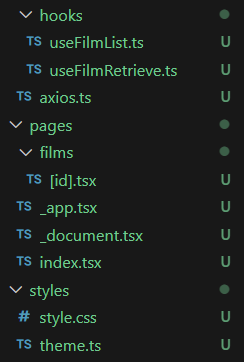 hooks
TS useFilmList.ts U
TS useFilmRetrieve.ts U
TS axios.ts U
pages
films
TS [id].tsx U
TS _app.tsx U
TS _document.tsx U
TS index.tsx U
styles
# style.css U
TS theme.ts U